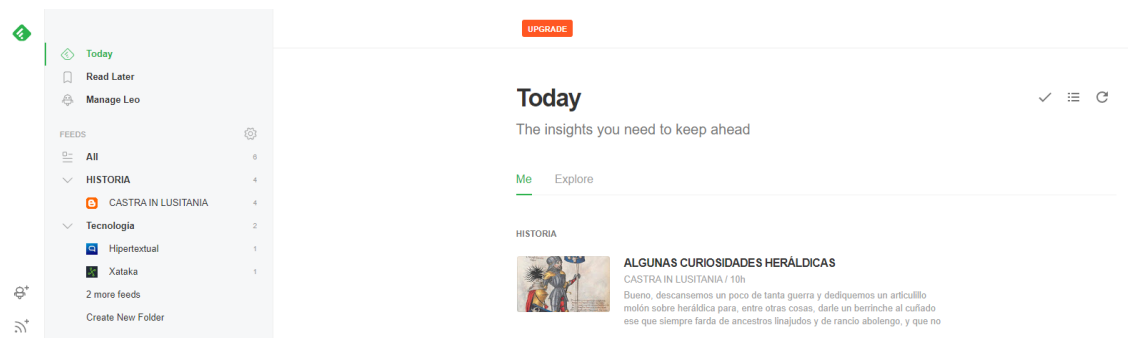 UPGRADE
Today
Read Later
Manage Leo
FEEDS
All 6
HISTORIA 4
CASTRA IN LUSITANIA 4
Tecnologia 2
Hipertextual 1
Xataka 1
2 more feeds
Create New Folder
Today
The insights you need to keep ahead
Me Explore
HISTORIA
ALGUNAS CURIOSIDADES HERÁLDICAS
CASTRA IN LUSITANIA / 10h
Bueno, descansemos un poco de tanta guerra y dediquemos un articulillo
molón sobre heráldica para, entre otras cosas, darle un berrinche al cuñado
ese que siempre farda de ancestros linajudos y de rancio abolengo, y que no